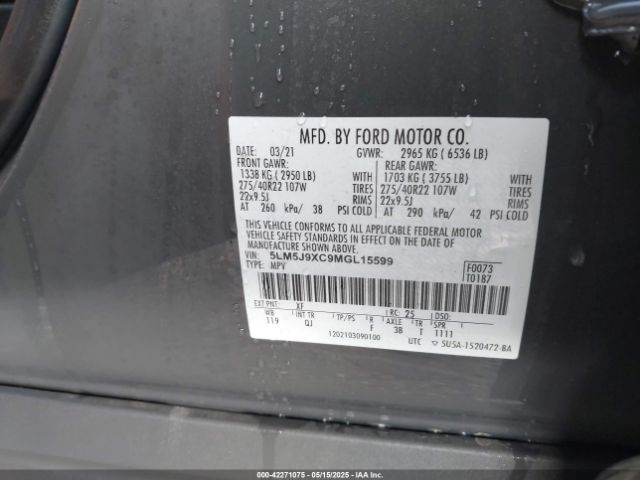 MFD. BY FORD MOTOR CO.
DATE: 03/21 GVWR: 2965 KG ( 6536 LB)
FRONT GAWR: REAR GAWR:
1338 KG ( 2950 LB) WITH 1703 KG ( 3755 LB) WITH
275/40R22 107W TIRES 275/40R22 107W TIRES
22x9.5J RIMS 22x9.5J RIMS
AT 260 kPa/ 38 PSI COLD AT 290 kPa/ 42 PSI COLD
THIS VEHICLE CONFORMS TO ALL APPLICABLE FEDERAL MOTOR
VEHICLE SAFETY STANDARDS IN EFFECT ON THE DATE OF
MANUFACTURE SHOWN ABOVE.
VIN: 5LM5J9XC9MGL15599 F0073
TYPE: MPV T0187
EXT PNT: XF RC: 25 DSO:
WB INT TR TP/PS R AXLE TR SPR
119 QJ F 3B T 1111
1202103090100 UTC ▽ 5USA-1520472-BA
000-42271075 - 05/15/2025 - IAAI.COM